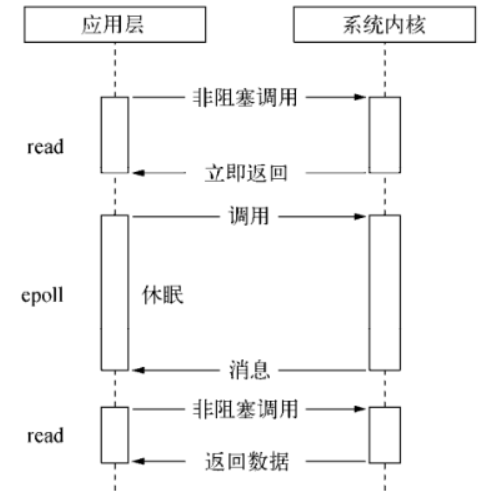 应用层
系统内核
非阻塞调用
read
立即返回
调用
epoll
休眠
消息
非阻塞调用
read
返回数据